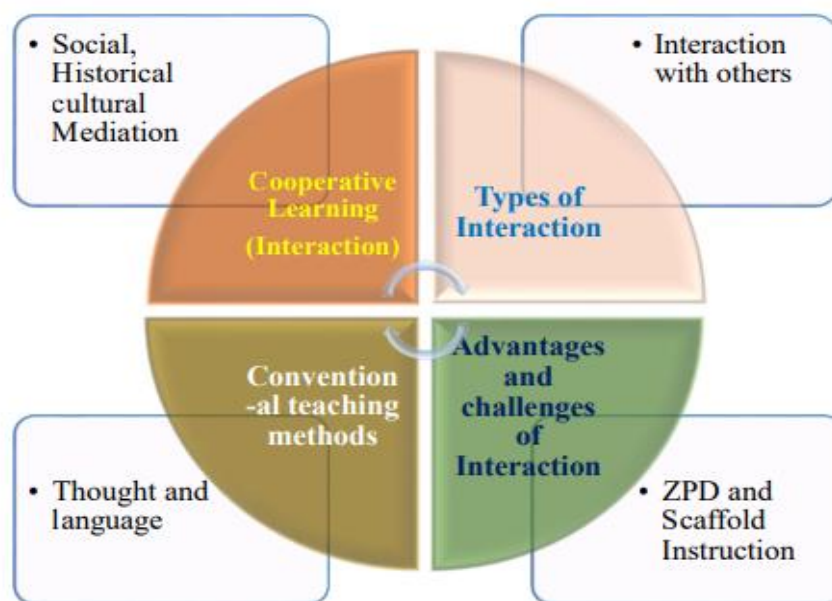 • Social,
Historical
cultural
Mediation
• Interaction
with others
Cooperative
Learning
(Interaction)
Types of
Interaction
Convention
-al teaching
methods
Advantages
and
challenges
of
Interaction
• Thought and
language
• ZPD and
Scaffold
Instruction